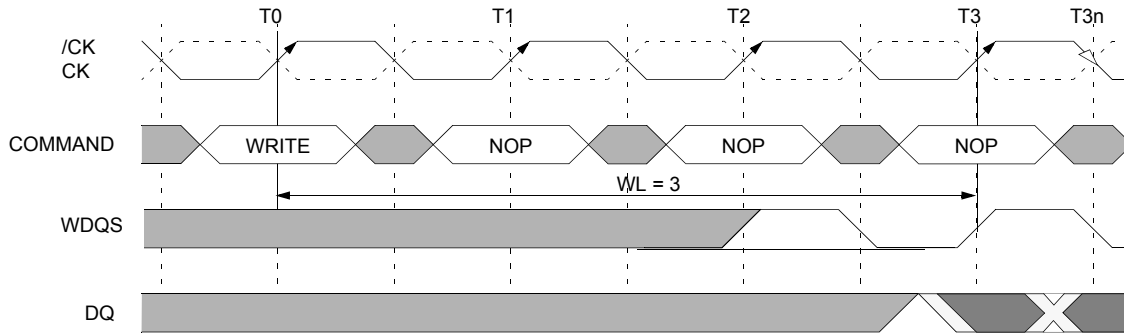 T0 T1 T2 T3 T3n
/CK
CK
COMMAND WRITE NOP NOP NOP
WL = 3
WDQS
DQ